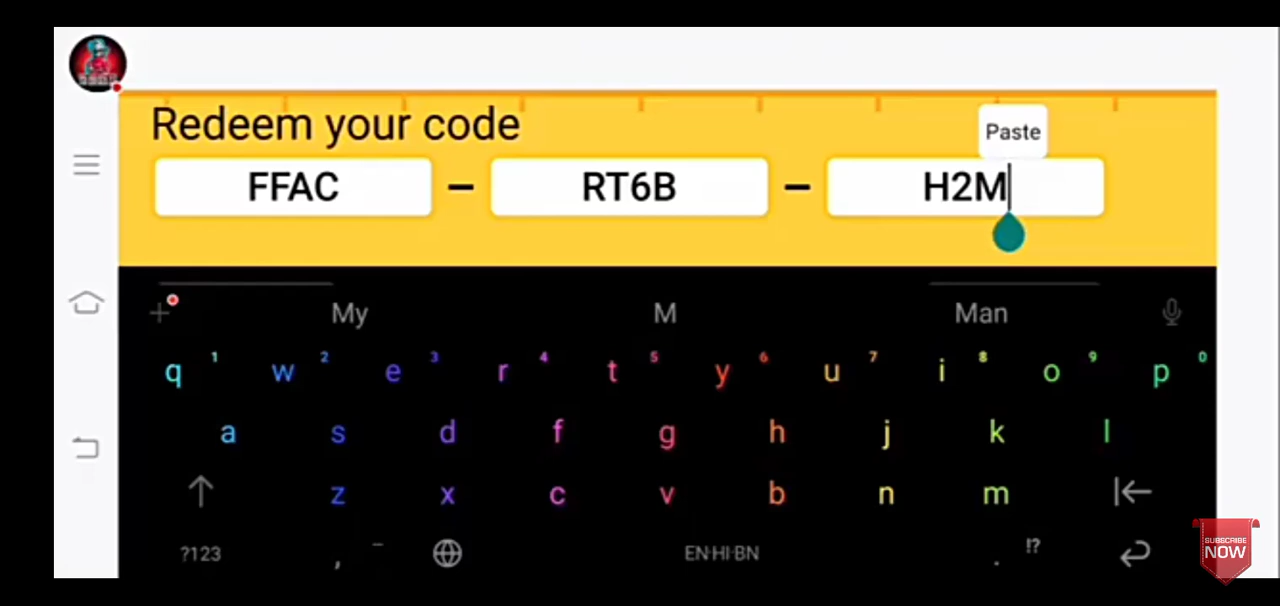 Redeem your code
Paste
FFAC – RT6B – H2M
My M Man
q 1 w 2 e 3 r 4 t 5 y 6 u 7 i 8 o 9 p 0
a s d f g h j k l
z x c v b n m
?123 , EN·HI·BN . !?
SUBSCRIBE
NOW